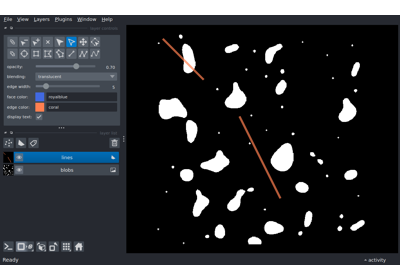 File View Layers Plugins Window Help
opacity: 0.70
blending: translucent
edge width: 5
face color: royalblue
edge color: coral
display text: ✓
lines
blobs
Ready
activity